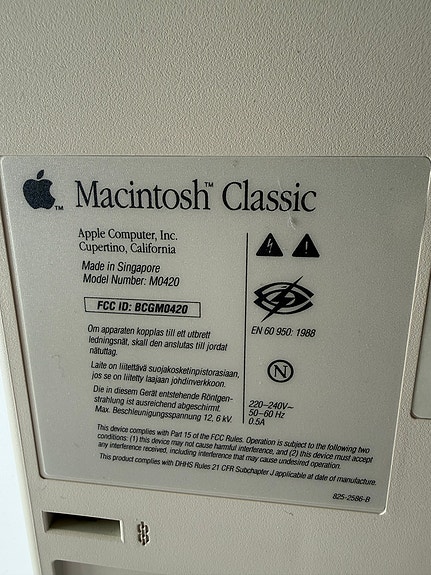 Macintosh™ Classic
™
Apple Computer, Inc.
Cupertino, California
Made in Singapore
Model Number: M0420
FCC ID: BCGM0420
Om apparaten kopplas till ett utbrett
ledningsnät, skall den anslutas till jordat
nätuttag.
Laite on liitettävä suojakosketinpistorasiaan,
jos se on liitetty laajaan johdinverkkoon.
Die in diesem Gerät entstehende Röntgen-
strahlung ist ausreichend abgeschirmt.
Max. Beschleunigungsspannung 12, 6 kV.
EN 60 950: 1988
N
220–240V~
50–60 Hz
0.5A
This device complies with Part 15 of the FCC Rules. Operation is subject to the following two
conditions: (1) this device may not cause harmful interference, and (2) this device must accept
any interference received, including interference that may cause undesired operation.
This product complies with DHHS Rules 21 CFR Subchapter J applicable at date of manufacture.
825-2586-B